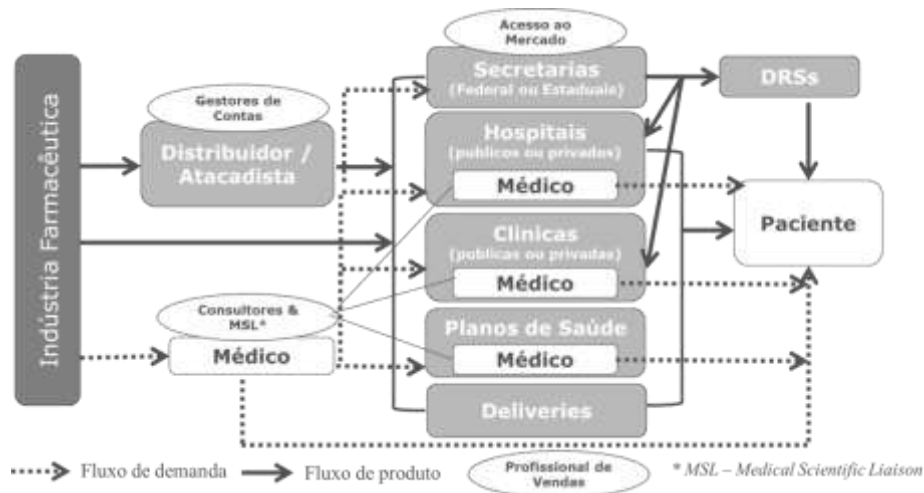 Acesso ao
Mercado
Secretarias
(Federal ou Estaduais)
DRSs
Gestores de
Contas
Distribuidor /
Atacadista
Hospitais
(publicos ou privados)
Médico
Indústria Farmacêutica
Paciente
Clinicas
(publicas ou privadas)
Médico
Consultores &
MSL*
Médico
Planos de Saúde
Médico
Deliveries
Fluxo de demanda
Fluxo de produto
Profissional de
Vendas
* MSL – Medical Scientific Liaison